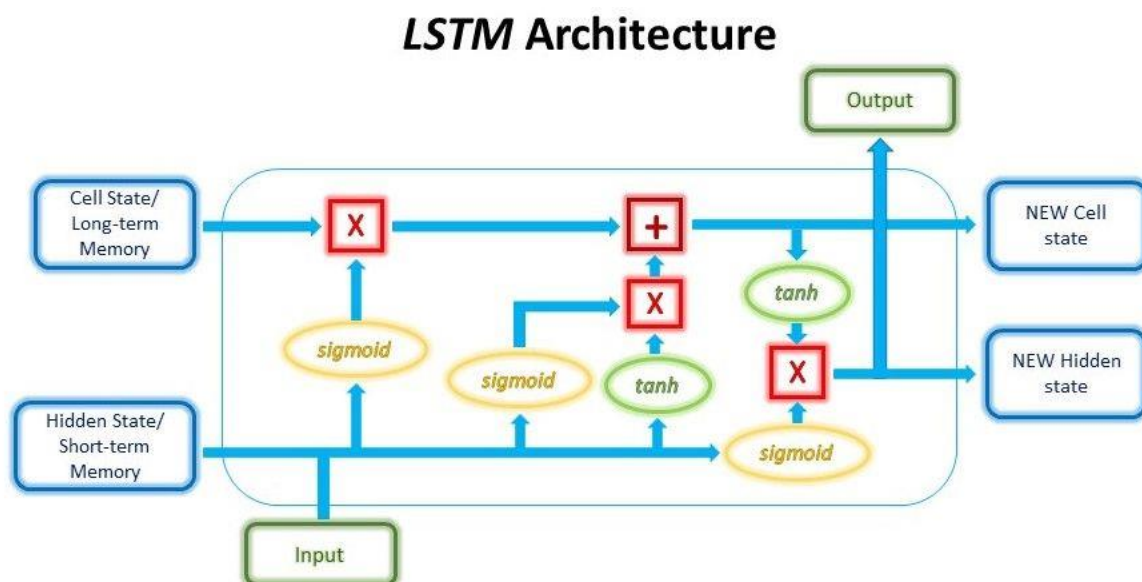 LSTM Architecture
Output
Cell State/
Long-term
Memory
X
+
NEW Cell
state
tanh
X
sigmoid
sigmoid
tanh
X
NEW Hidden
state
Hidden State/
Short-term
Memory
sigmoid
Input